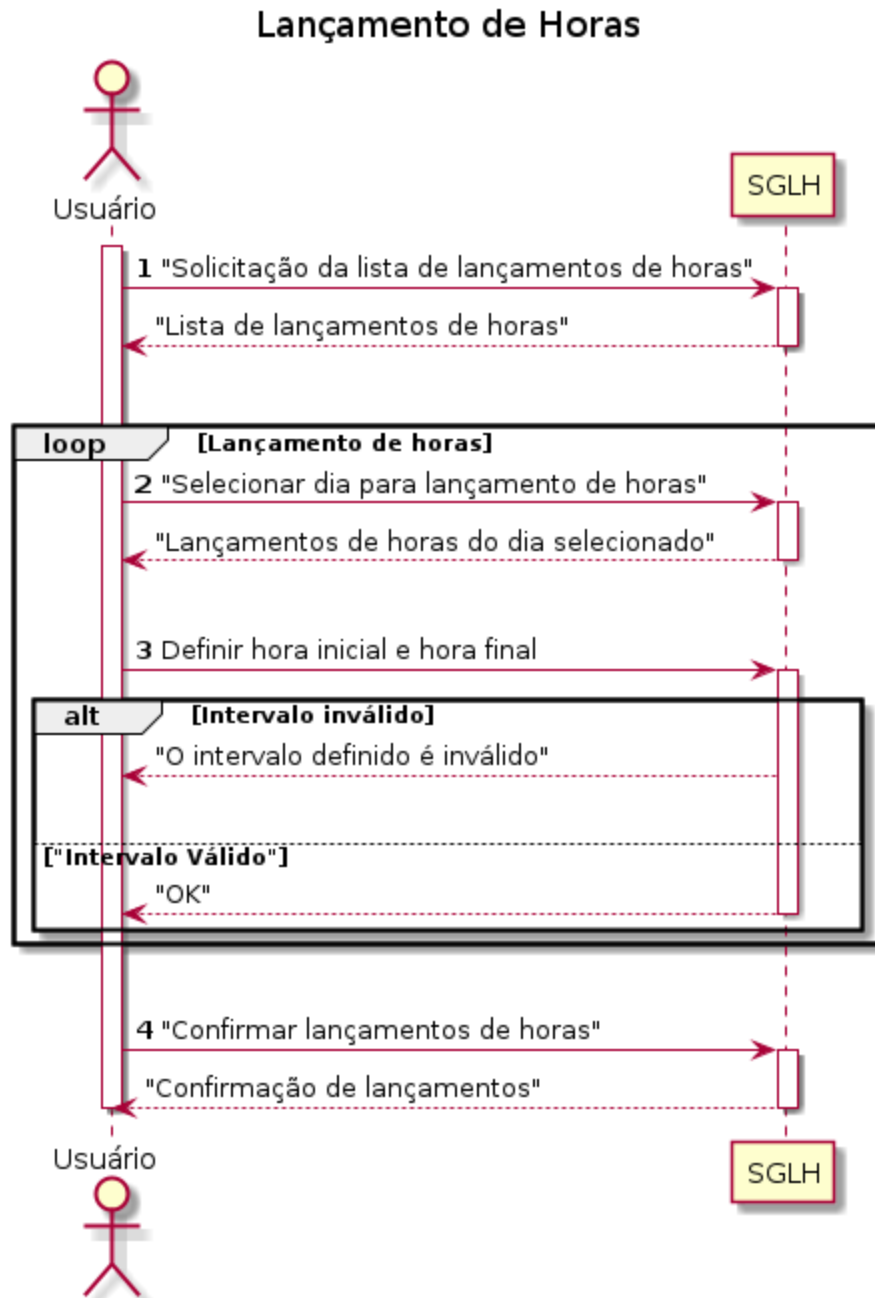 Lançamento de Horas
Usuário
SGLH
1 "Solicitação da lista de lançamentos de horas"
"Lista de lançamentos de horas"
loop [Lançamento de horas]
2 "Selecionar dia para lançamento de horas"
"Lançamentos de horas do dia selecionado"
3 Definir hora inicial e hora final
alt [Intervalo inválido]
"O intervalo definido é inválido"
["Intervalo Válido"]
"OK"
4 "Confirmar lançamentos de horas"
"Confirmação de lançamentos"
Usuário
SGLH